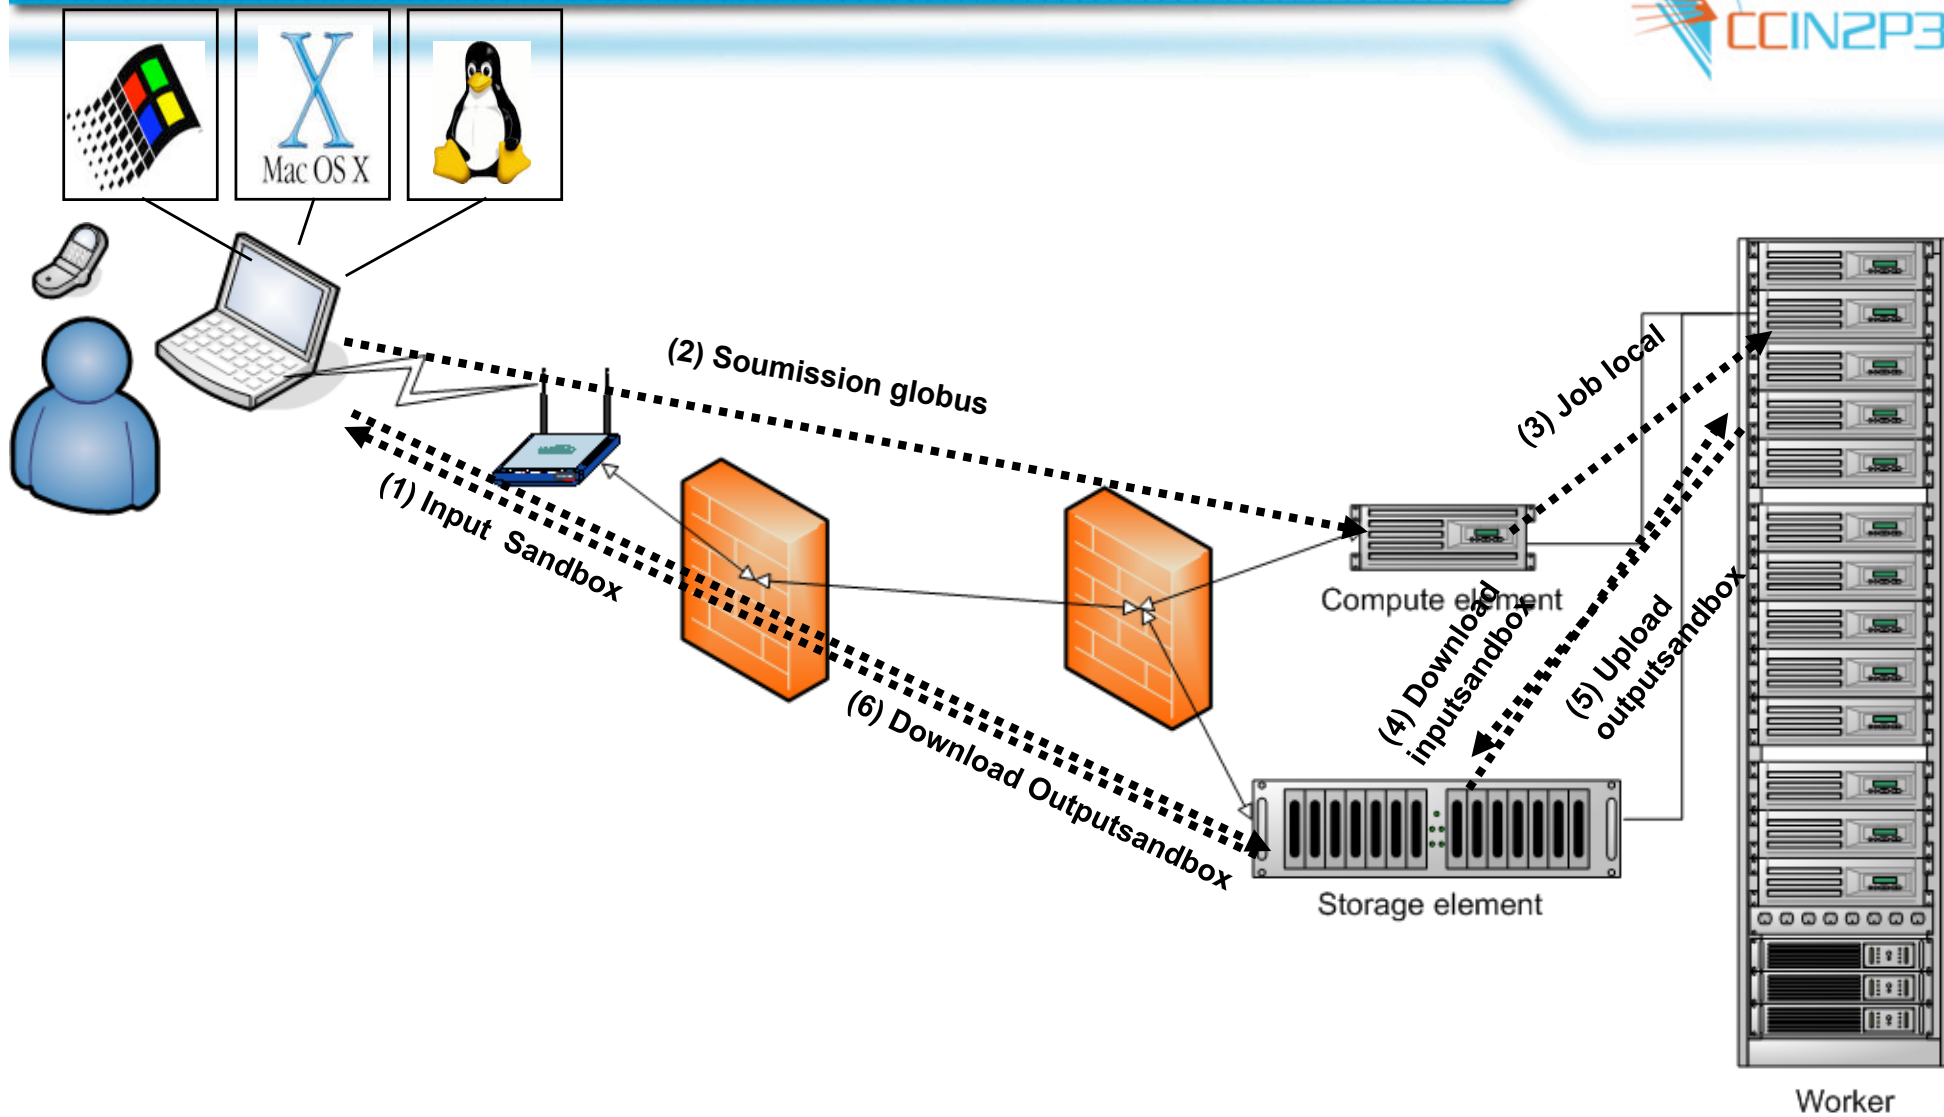 CCIN2P3
Mac OS X
(2) Soumission globus
(3) Job local
(1) Input Sandbox
Compute element
(4) Download
inputsandbox
(5) Upload
outputsandbox
(6) Download Outputsandbox
Storage element
Worker